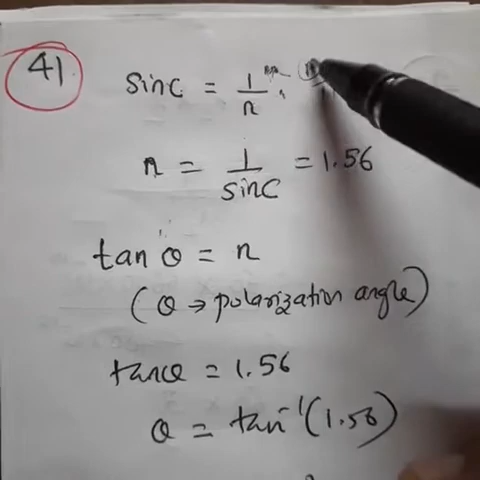 41
sinc = 1/n
n = 1/sinc = 1.56
tan θ = n
(θ → polarization angle)
tanθ = 1.56
θ = tan⁻¹(1.56)